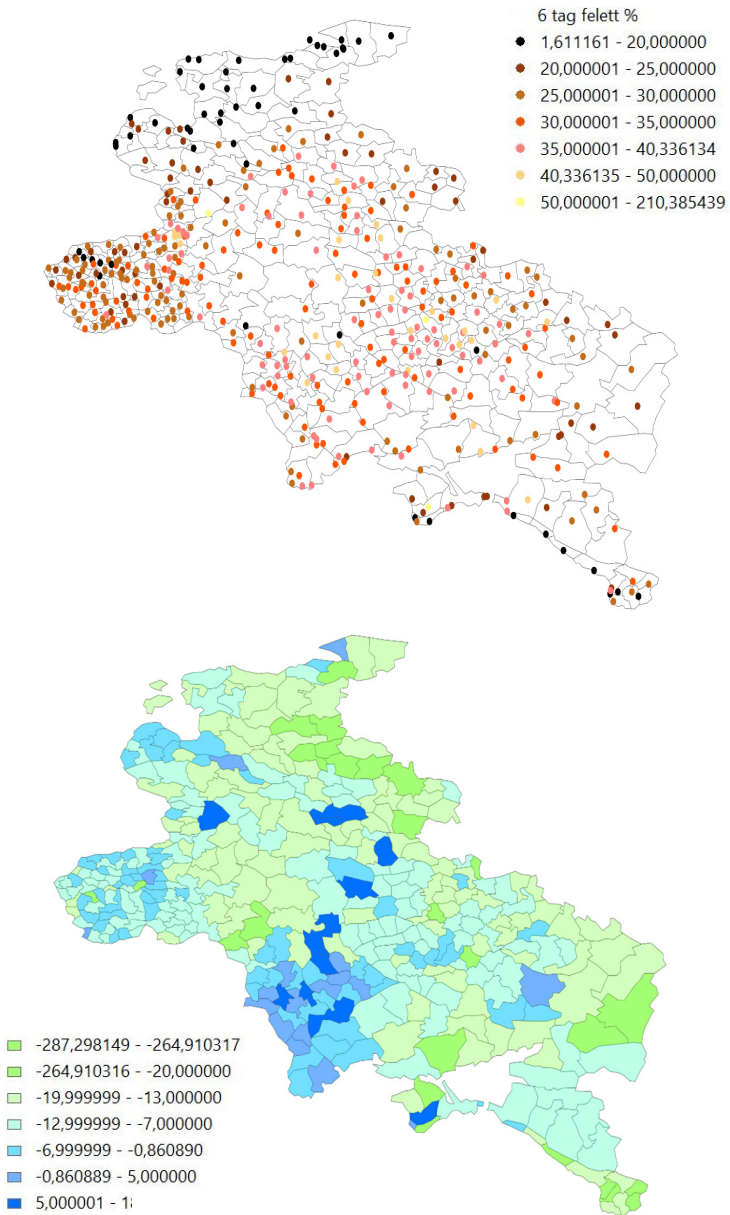 6 tag felett %
1,611161 - 20,000000
20,000001 - 25,000000
25,000001 - 30,000000
30,000001 - 35,000000
35,000001 - 40,336134
40,336135 - 50,000000
50,000001 - 210,385439
-287,298149 - -264,910317
-264,910316 - -20,000000
-19,999999 - -13,000000
-12,999999 - -7,000000
-6,999999 - -0,860890
-0,860889 - 5,000000
5,000001 -